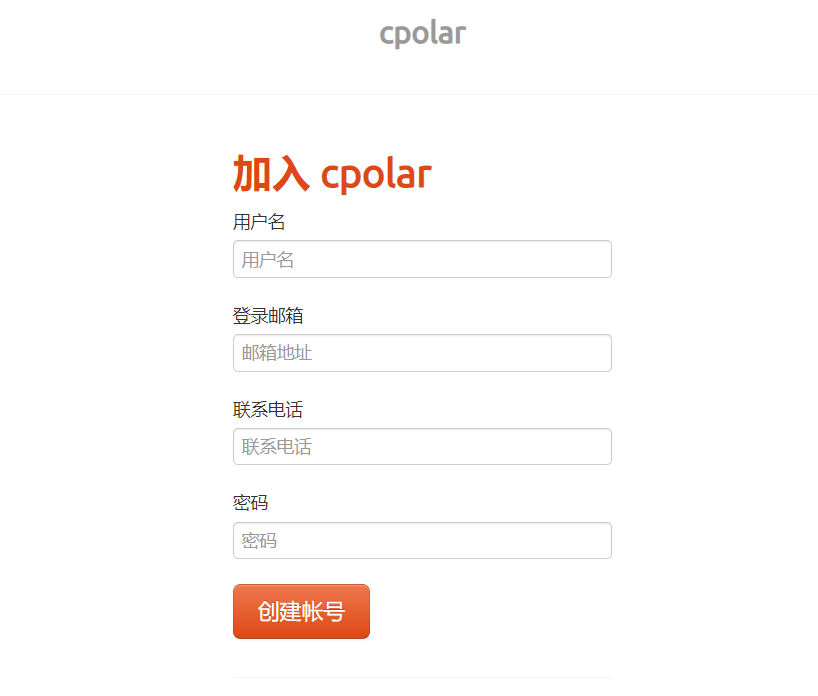 cpolar
加入 cpolar
用户名
用户名
登录邮箱
邮箱地址
联系电话
联系电话
密码
密码
创建帐号